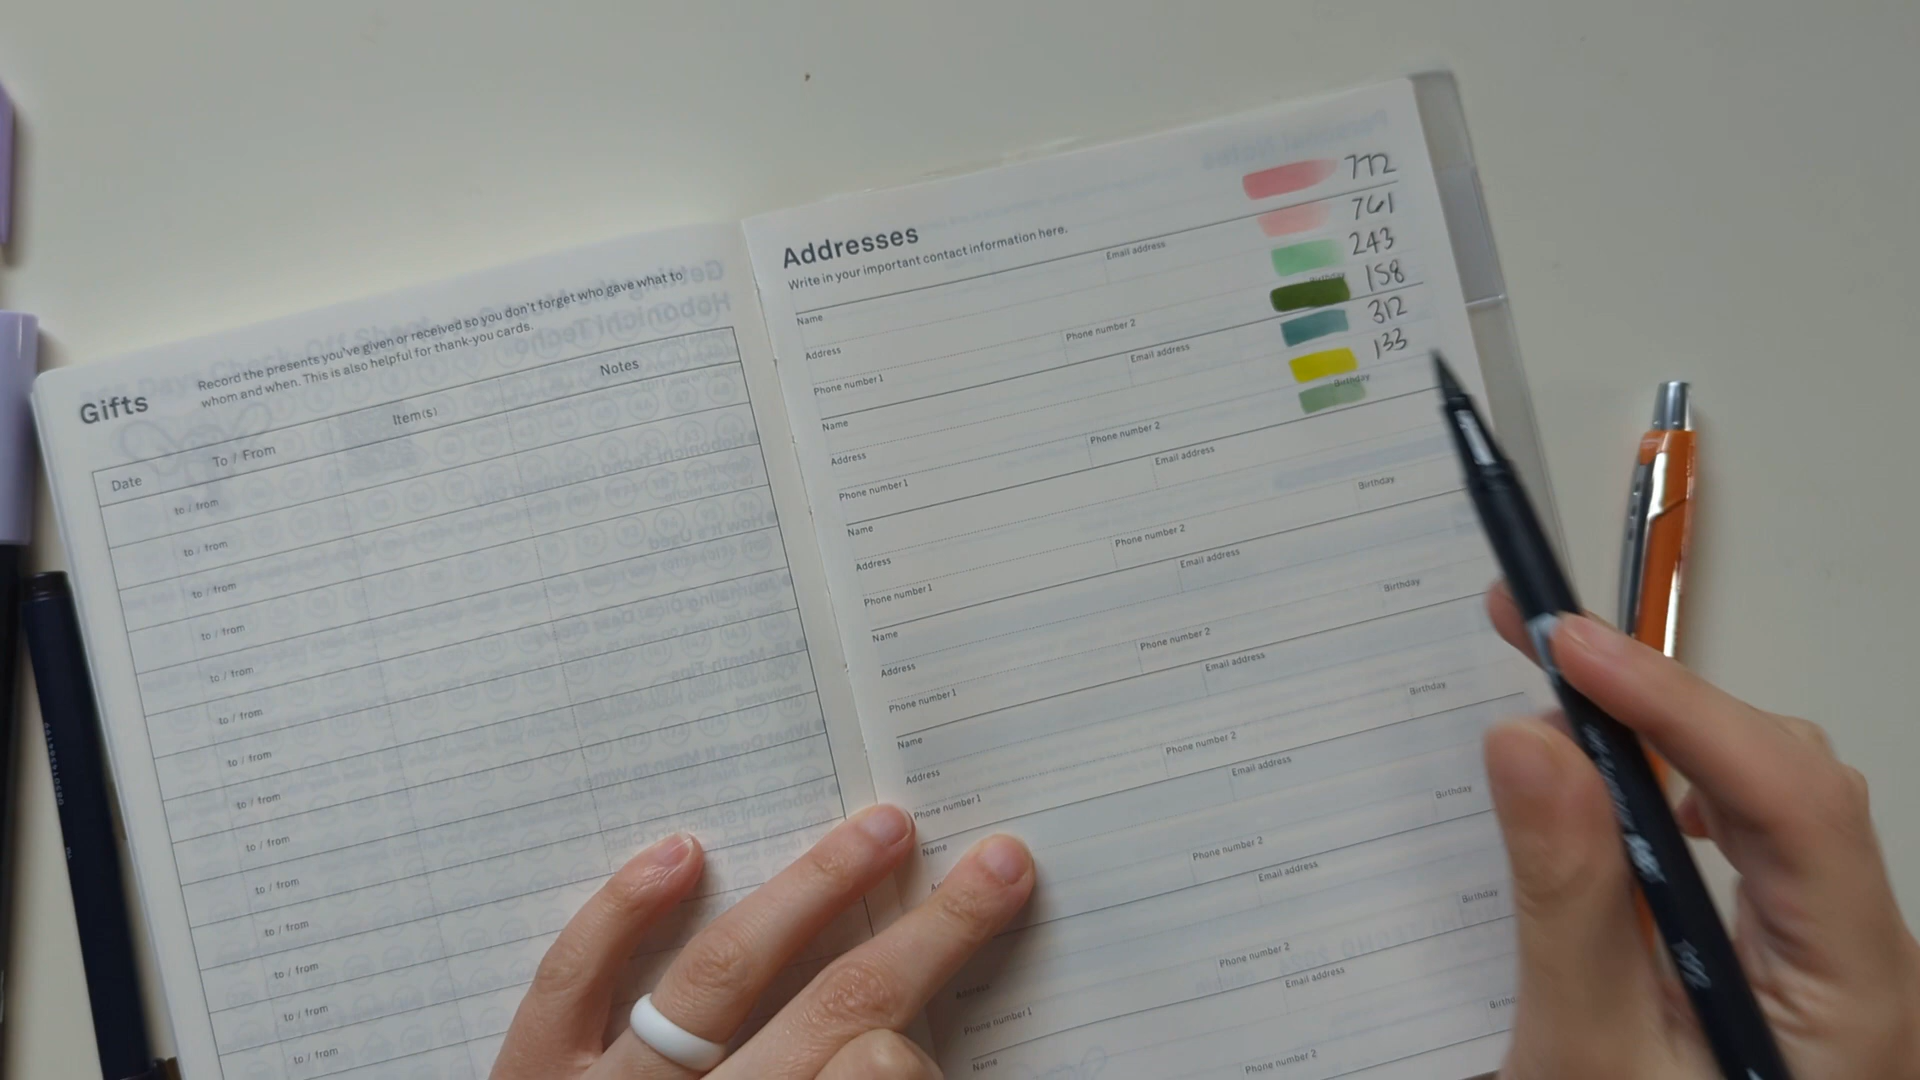 Gifts
Record the presents you've given or received so you don't forget who gave what to
whom and when. This is also helpful for thank-you cards.
Date To / From Item(s) Notes
to / from
to / from
to / from
to / from
to / from
to / from
to / from
to / from
to / from
to / from
to / from
to / from
to / from
to / from
Addresses
Write in your important contact information here.
772
761
243
158
312
133
Name Email address
Address Birthday
Phone number 1 Phone number 2
Name Email address
Address Birthday
Phone number 1 Phone number 2
Name Email address
Address Birthday
Phone number 1 Phone number 2
Name Email address
Address Birthday
Phone number 1 Phone number 2
Name Email address
Address Birthday
Phone number 1 Phone number 2
Name Email address
Birthday
Phone number 2
Email address
Address Birthday
Phone number 1 Phone number 2
Name Email address
Phone number 2